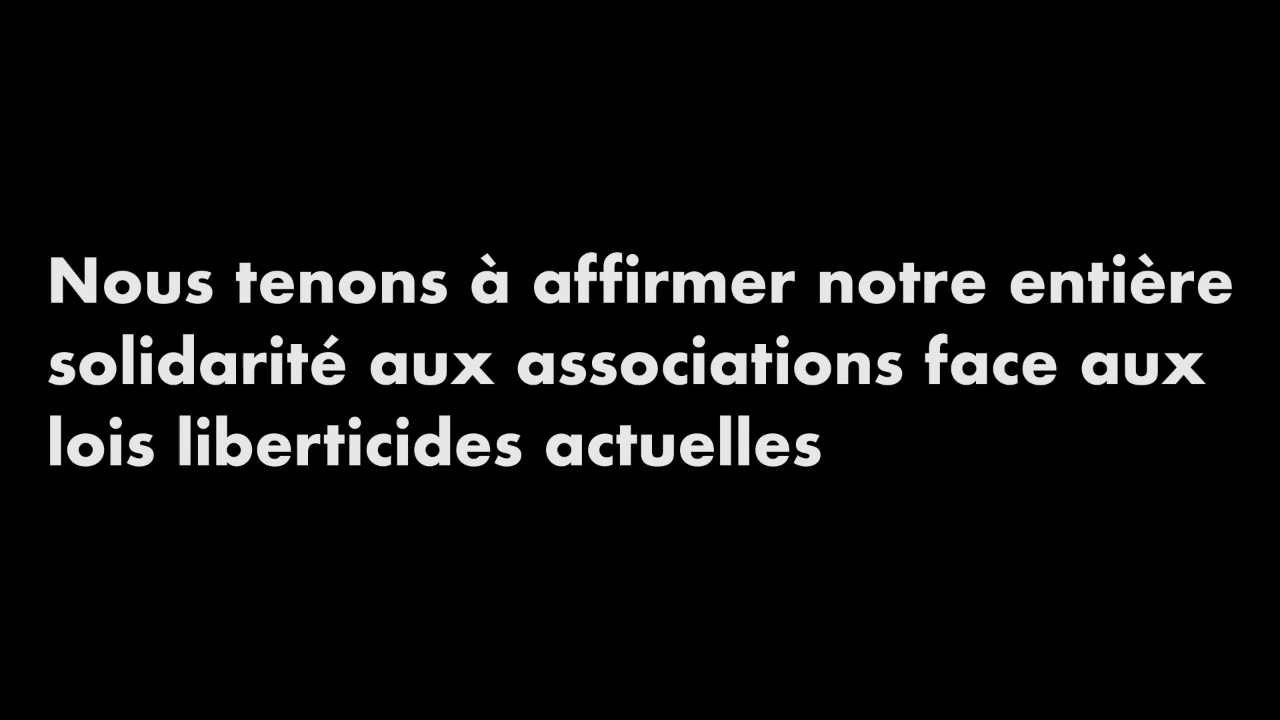 Nous tenons à affirmer notre entière
solidarité aux associations face aux
lois liberticides actuelles